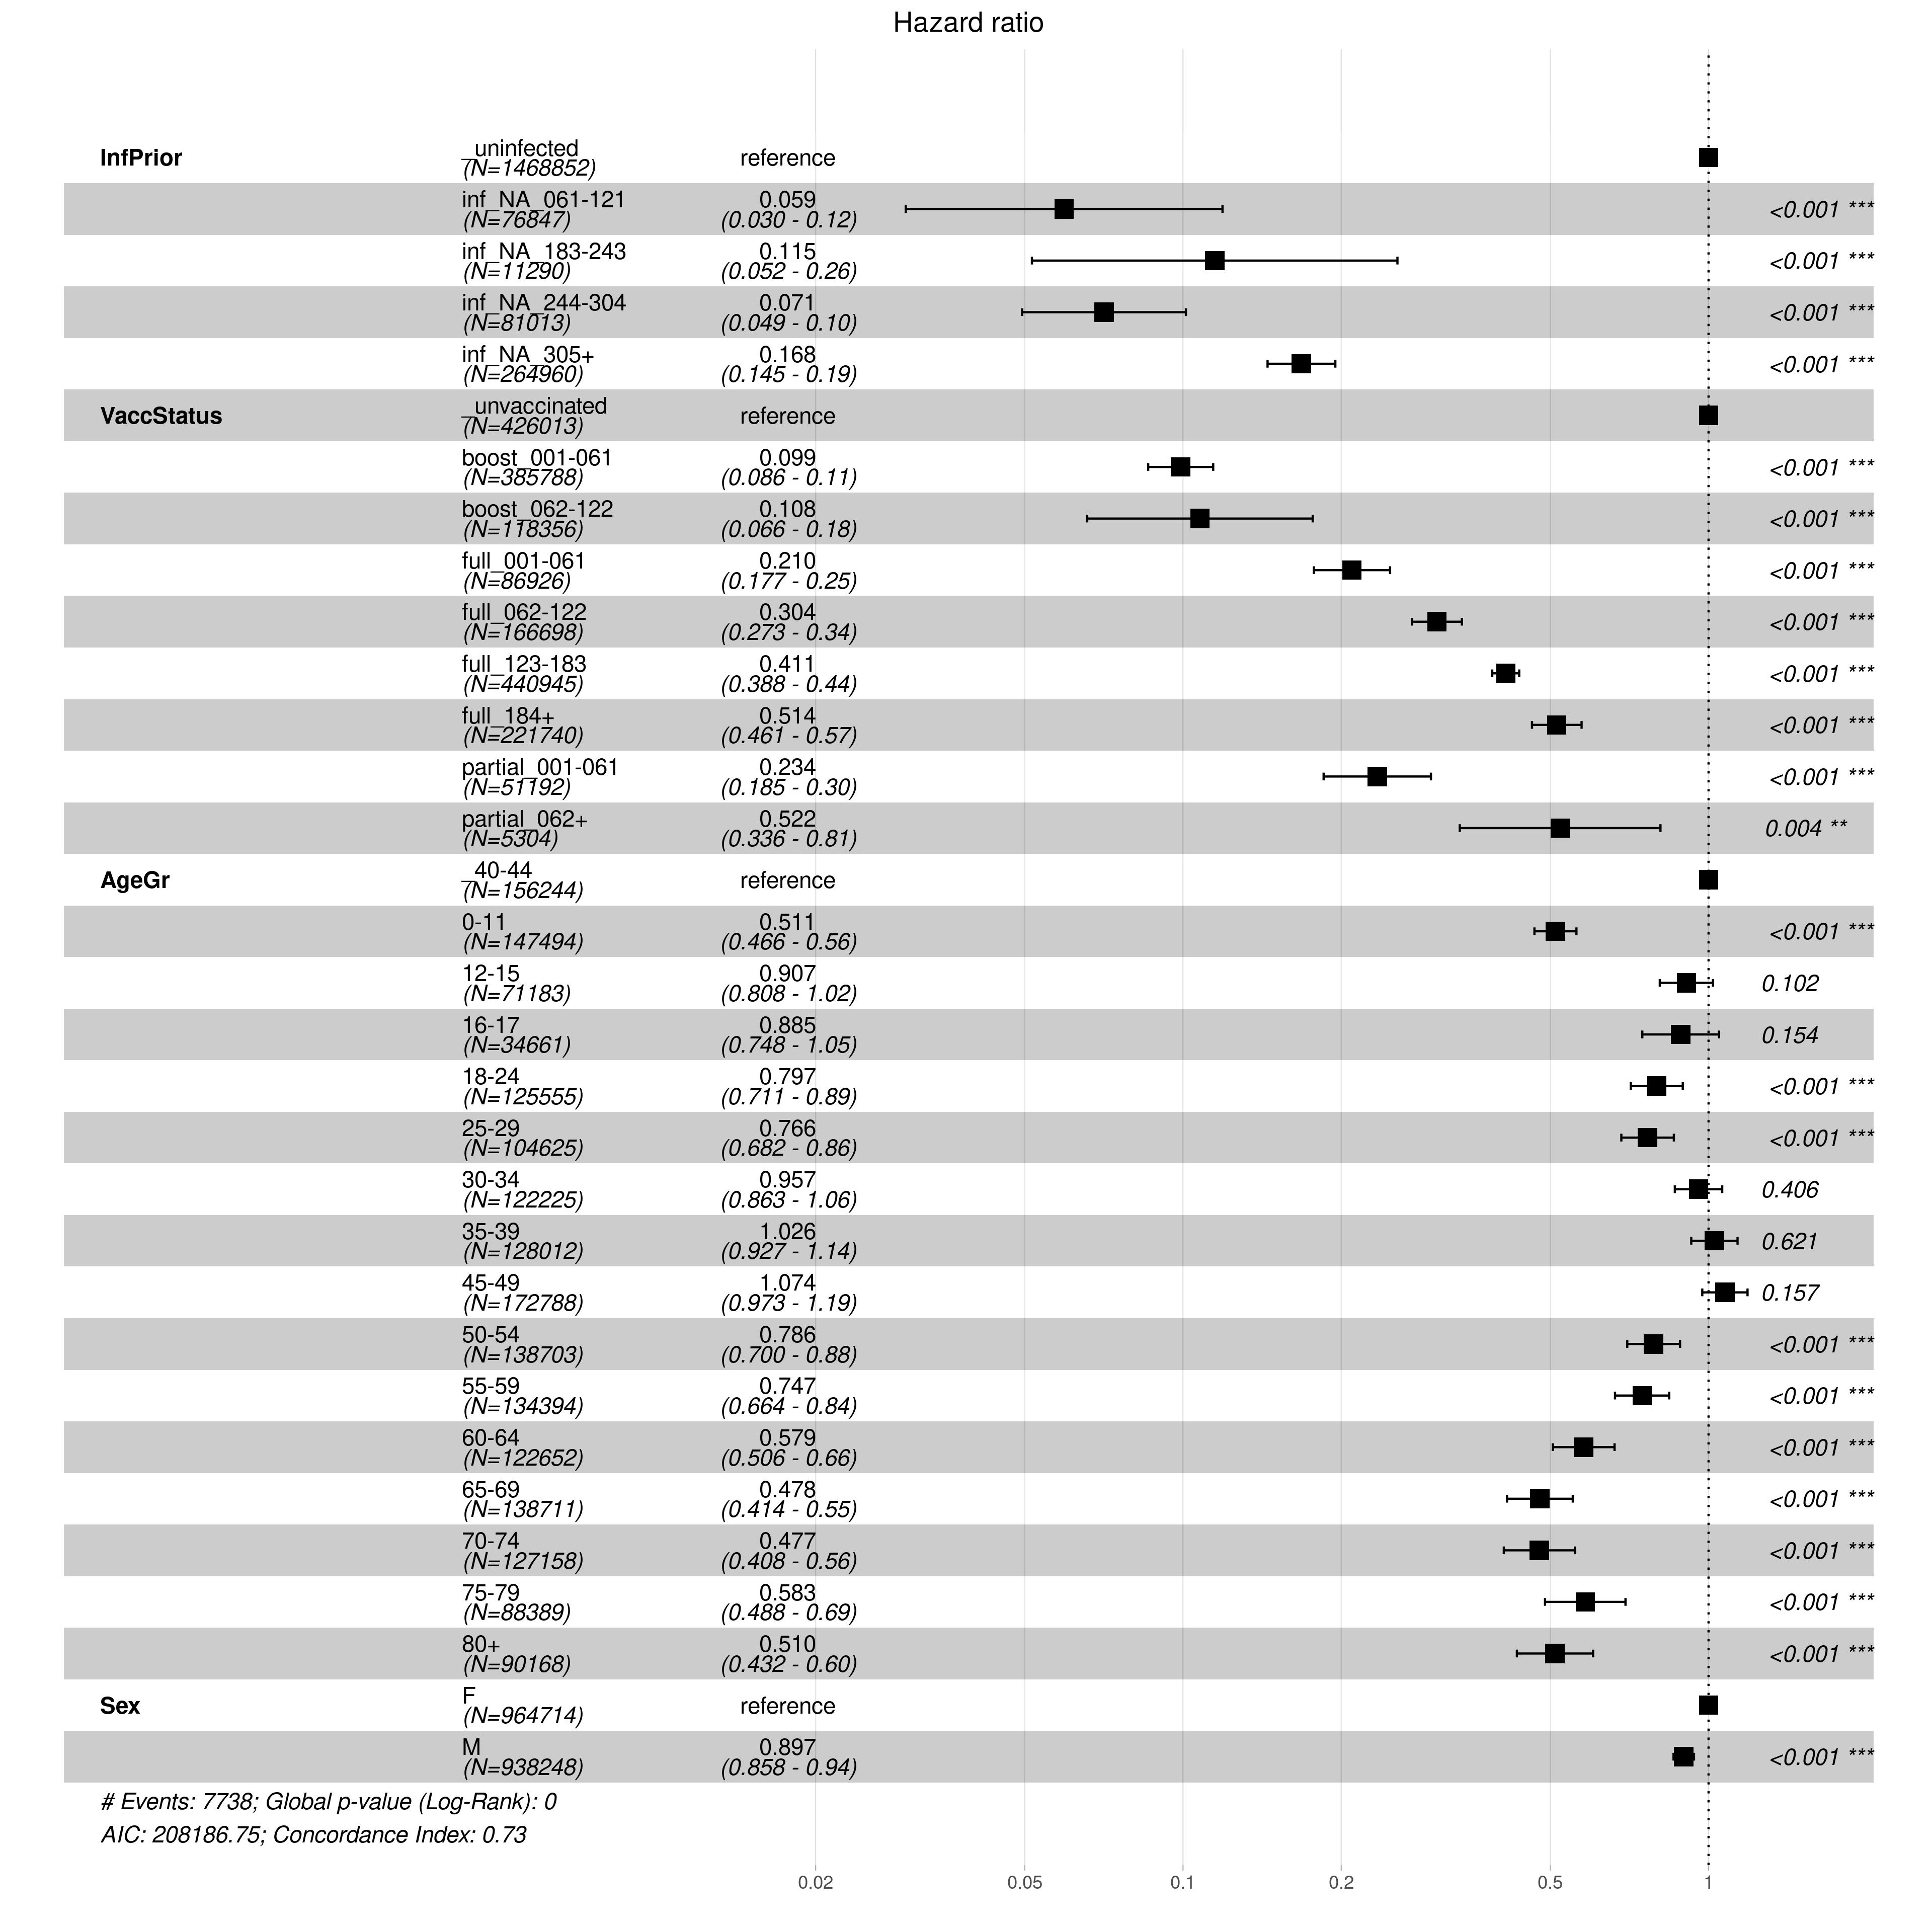 Hazard ratio
InfPrior _uninfected reference
(N=1468852)
inf_NA_061-121 0.059 <0.001 ***
(N=76847) (0.030 - 0.12)
inf_NA_183-243 0.115 <0.001 ***
(N=11290) (0.052 - 0.26)
inf_NA_244-304 0.071 <0.001 ***
(N=81013) (0.049 - 0.10)
inf_NA_305+ 0.168 <0.001 ***
(N=264960) (0.145 - 0.19)
VaccStatus _unvaccinated reference
(N=426013)
boost_001-061 0.099 <0.001 ***
(N=385788) (0.086 - 0.11)
boost_062-122 0.108 <0.001 ***
(N=118356) (0.066 - 0.18)
full_001-061 0.210 <0.001 ***
(N=86926) (0.177 - 0.25)
full_062-122 0.304 <0.001 ***
(N=166698) (0.273 - 0.34)
full_123-183 0.411 <0.001 ***
(N=440945) (0.388 - 0.44)
full_184+ 0.514 <0.001 ***
(N=221740) (0.461 - 0.57)
partial_001-061 0.234 <0.001 ***
(N=51192) (0.185 - 0.30)
partial_062+ 0.522 0.004 **
(N=5304) (0.336 - 0.81)
AgeGr _40-44 reference
(N=156244)
0-11 0.511 <0.001 ***
(N=147494) (0.466 - 0.56)
12-15 0.907 0.102
(N=71183) (0.808 - 1.02)
16-17 0.885 0.154
(N=34661) (0.748 - 1.05)
18-24 0.797 <0.001 ***
(N=125555) (0.711 - 0.89)
25-29 0.766 <0.001 ***
(N=104625) (0.682 - 0.86)
30-34 0.957 0.406
(N=122225) (0.863 - 1.06)
35-39 1.026 0.621
(N=128012) (0.927 - 1.14)
45-49 1.074 0.157
(N=172788) (0.973 - 1.19)
50-54 0.786 <0.001 ***
(N=138703) (0.700 - 0.88)
55-59 0.747 <0.001 ***
(N=134394) (0.664 - 0.84)
60-64 0.579 <0.001 ***
(N=122652) (0.506 - 0.66)
65-69 0.478 <0.001 ***
(N=138711) (0.414 - 0.55)
70-74 0.477 <0.001 ***
(N=127158) (0.408 - 0.56)
75-79 0.583 <0.001 ***
(N=88389) (0.488 - 0.69)
80+ 0.510 <0.001 ***
(N=90168) (0.432 - 0.60)
Sex F reference
(N=964714)
M 0.897 <0.001 ***
(N=938248) (0.858 - 0.94)
# Events: 7738; Global p-value (Log-Rank): 0
AIC: 208186.75; Concordance Index: 0.73
0.02 0.05 0.1 0.2 0.5 1